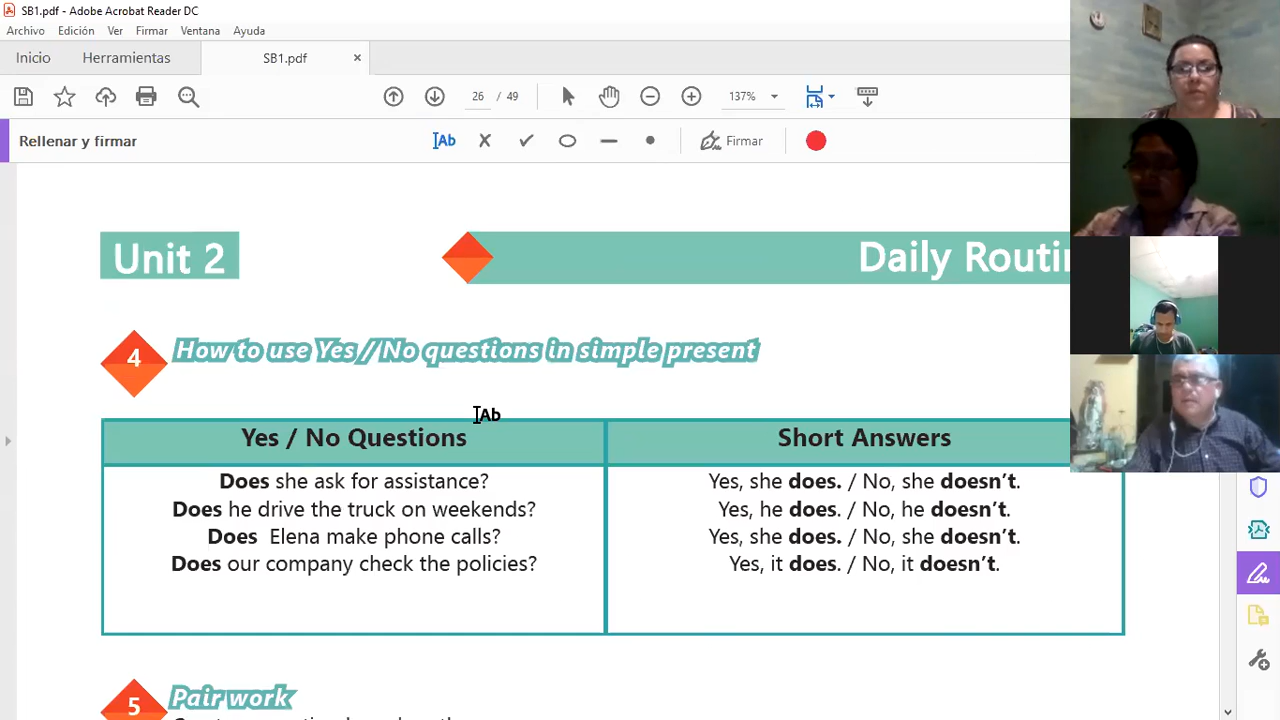 SB1.pdf - Adobe Acrobat Reader DC
Archivo Edición Ver Firmar Ventana Ayuda
Inicio Herramientas SB1.pdf ×
26 / 49 137%
Rellenar y firmar Ab Firmar
Unit 2
Daily Routin
4 How to use Yes / No questions in simple present
Ab
Yes / No Questions Short Answers
Does she ask for assistance? Yes, she does. / No, she doesn't.
Does he drive the truck on weekends? Yes, he does. / No, he doesn't.
Does Elena make phone calls? Yes, she does. / No, she doesn't.
Does our company check the policies? Yes, it does. / No, it doesn't.
5 Pair work